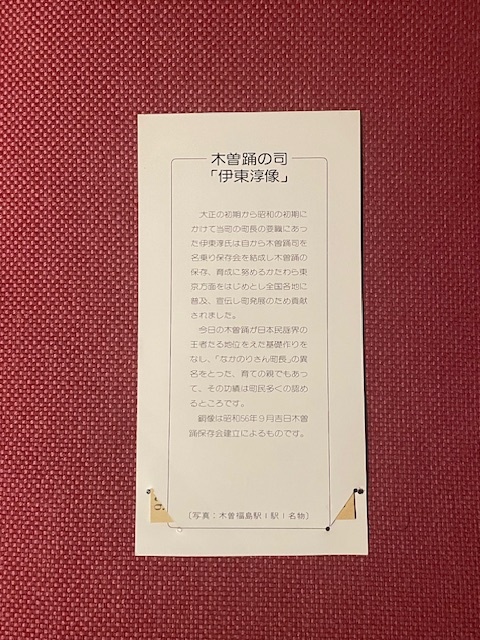 木曽踊の司
「伊東淳像」
大正の初期から昭和の初期に
かけて当町の町長の要職にあっ
た伊東淳氏は自から木曽踊司を
名乗り保存会を結成し木曽踊の
保存、育成に努めるかたわら東
京方面をはじめとし全国各地に
普及、宣伝し町発展のため貢献
されました。
今日の木曽踊が日本民謡界の
王者たる地位をえた基礎作りを
なし、「なかのりさん町長」の異
名をとった、育ての親でもあっ
て、その功績は町民多くの認め
るところです。
銅像は昭和56年9月吉日木曽
踊保存会建立によるものです。
(写真:木曽福島駅1駅1名物)